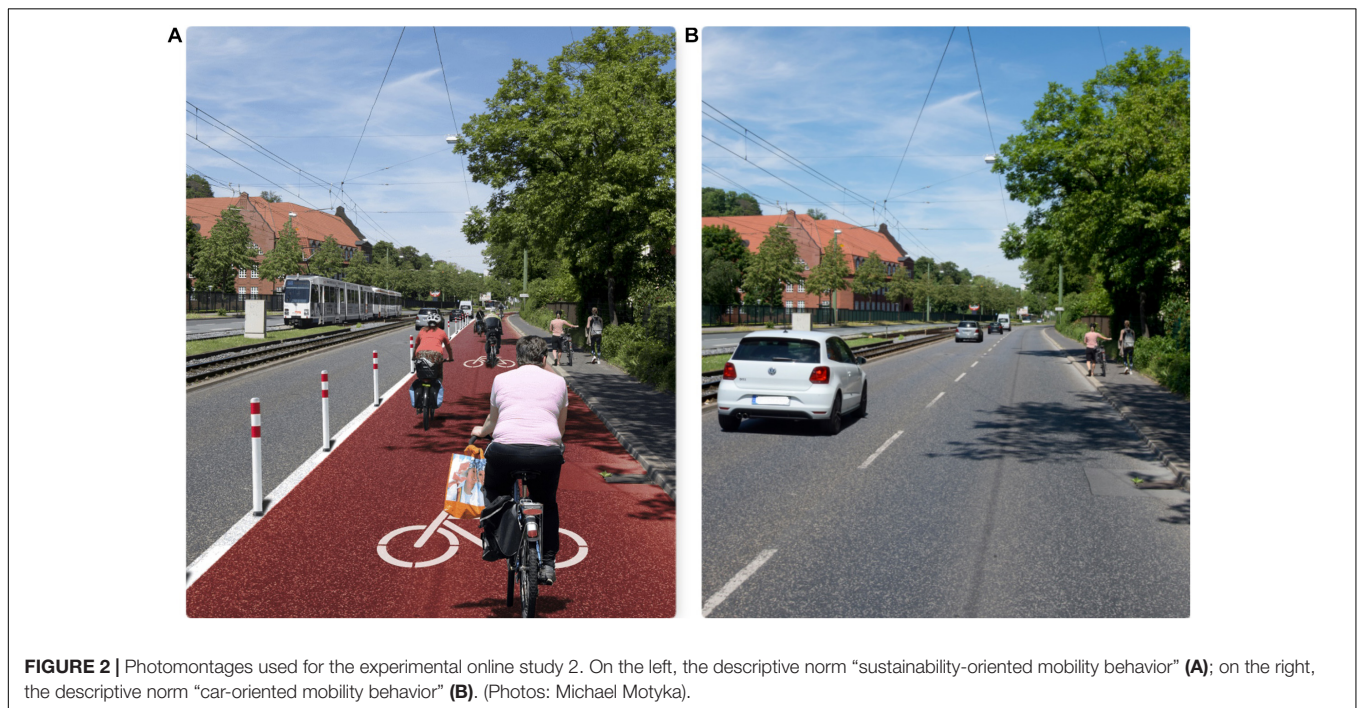 A
B
FIGURE 2 | Photomontages used for the experimental online study 2. On the left, the descriptive norm “sustainability-oriented mobility behavior” (A); on the right,
the descriptive norm “car-oriented mobility behavior” (B). (Photos: Michael Motyka).